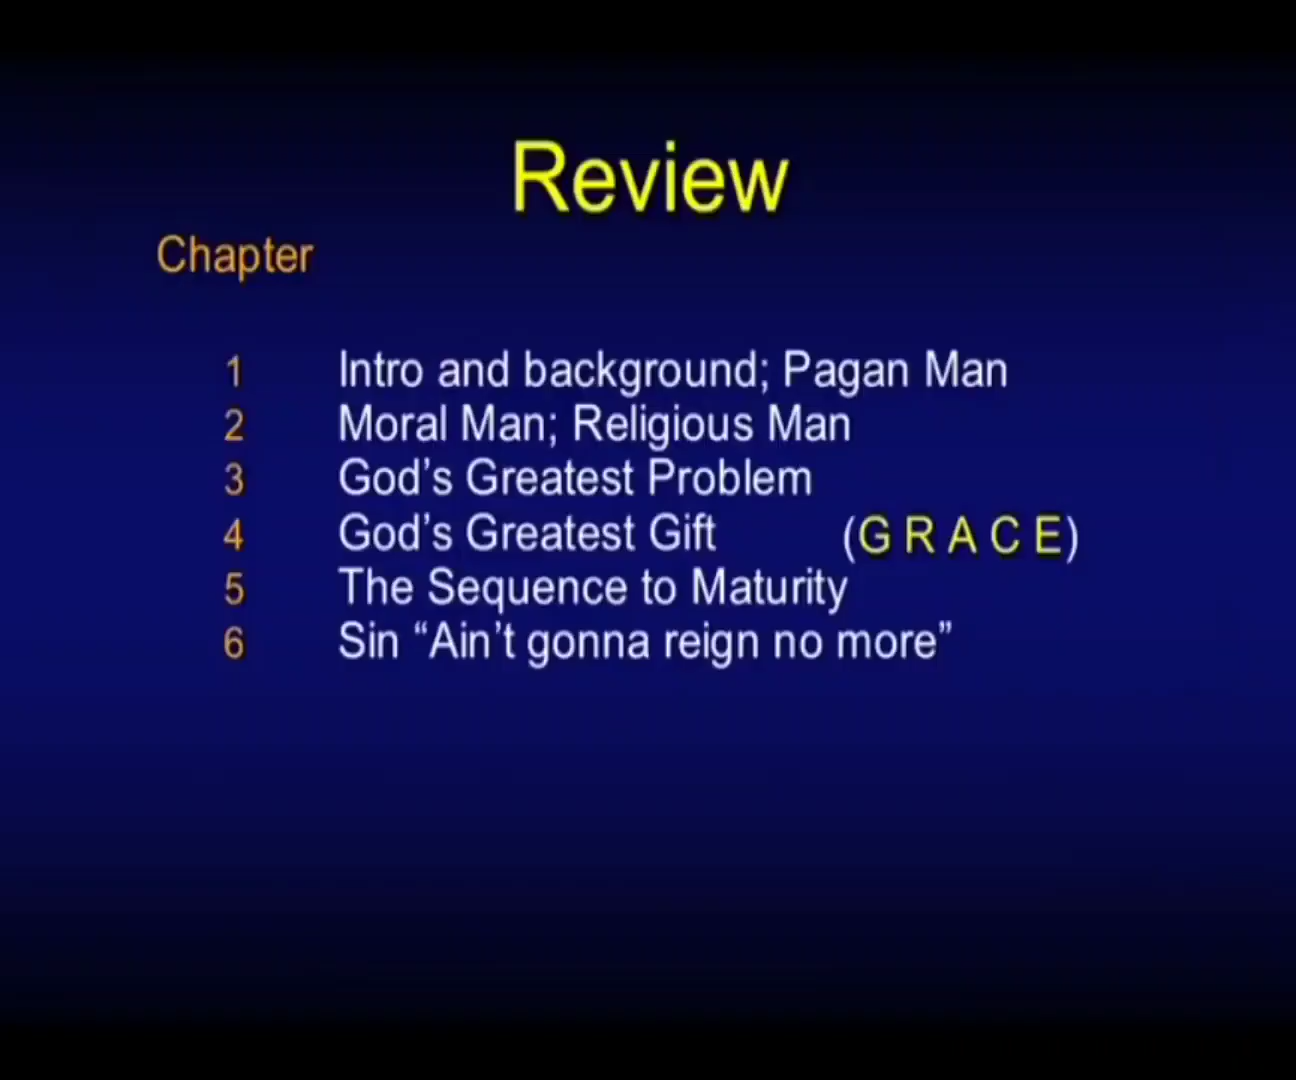 Review
Chapter
1 Intro and background; Pagan Man
2 Moral Man; Religious Man
3 God’s Greatest Problem
4 God’s Greatest Gift (G R A C E)
5 The Sequence to Maturity
6 Sin “Ain’t gonna reign no more”